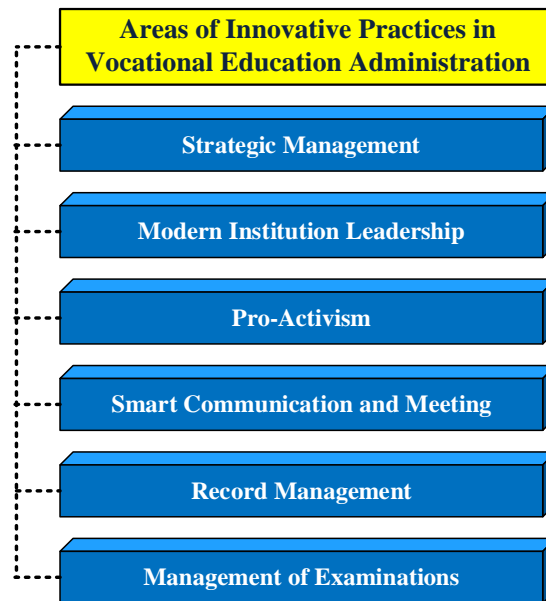 Areas of Innovative Practices in
Vocational Education Administration
Strategic Management
Modern Institution Leadership
Pro-Activism
Smart Communication and Meeting
Record Management
Management of Examinations